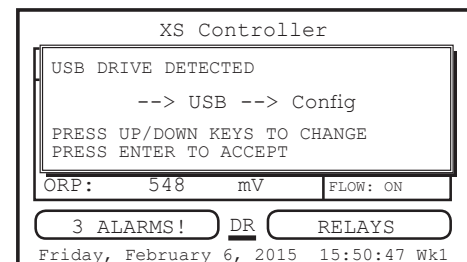 XS Controller
USB DRIVE DETECTED
--> USB --> Config
PRESS UP/DOWN KEYS TO CHANGE
PRESS ENTER TO ACCEPT
ORP: 548 mV FLOW: ON
3 ALARMS! DR RELAYS
Friday, February 6, 2015 15:50:47 Wk1